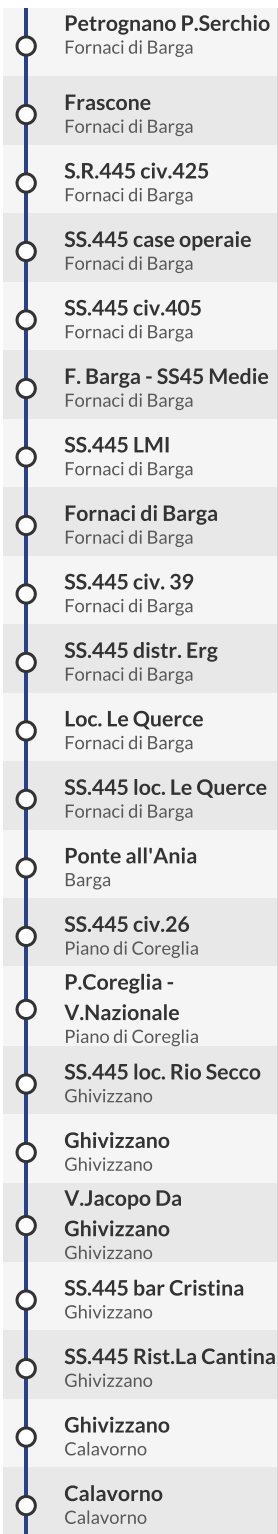 Petrognano P.Serchio
Fornaci di Barga
Frascone
Fornaci di Barga
S.R.445 civ.425
Fornaci di Barga
SS.445 case operaie
Fornaci di Barga
SS.445 civ.405
Fornaci di Barga
F. Barga - SS45 Medie
Fornaci di Barga
SS.445 LMI
Fornaci di Barga
Fornaci di Barga
Fornaci di Barga
SS.445 civ. 39
Fornaci di Barga
SS.445 distr. Erg
Fornaci di Barga
Loc. Le Querce
Fornaci di Barga
SS.445 loc. Le Querce
Fornaci di Barga
Ponte all'Ania
Barga
SS.445 civ.26
Piano di Coreglia
P.Coreglia -
V.Nazionale
Piano di Coreglia
SS.445 loc. Rio Secco
Ghivizzano
Ghivizzano
Ghivizzano
V.Jacopo Da
Ghivizzano
Ghivizzano
SS.445 bar Cristina
Ghivizzano
SS.445 Rist.La Cantina
Ghivizzano
Ghivizzano
Calavorno
Calavorno
Calavorno